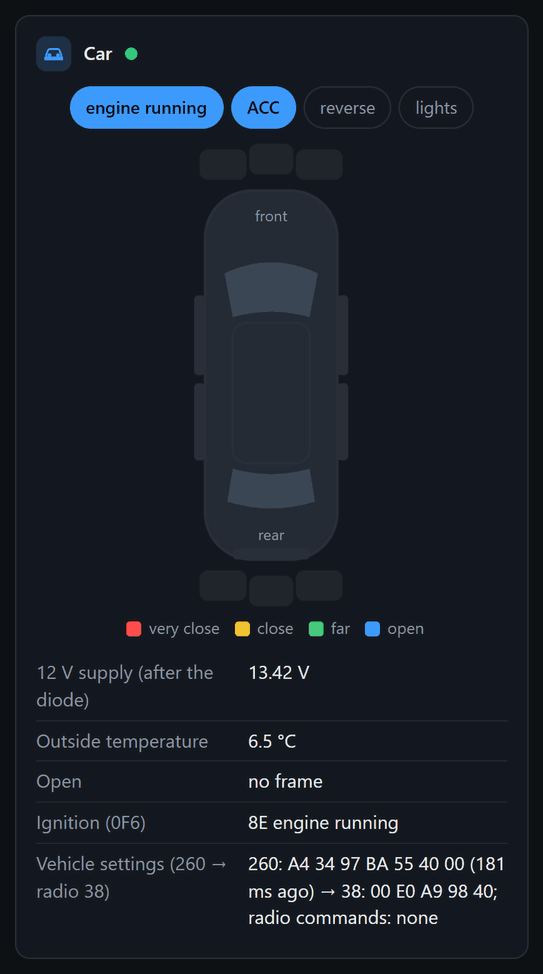 Car
engine running
ACC
reverse
lights
front
rear
very close
close
far
open
12 V supply (after the
diode)
13.42 V
Outside temperature
6.5 °C
Open
no frame
Ignition (0F6)
8E engine running
Vehicle settings (260 →
radio 38)
260: A4 34 97 BA 55 40 00 (181
ms ago) → 38: 00 E0 A9 98 40;
radio commands: none